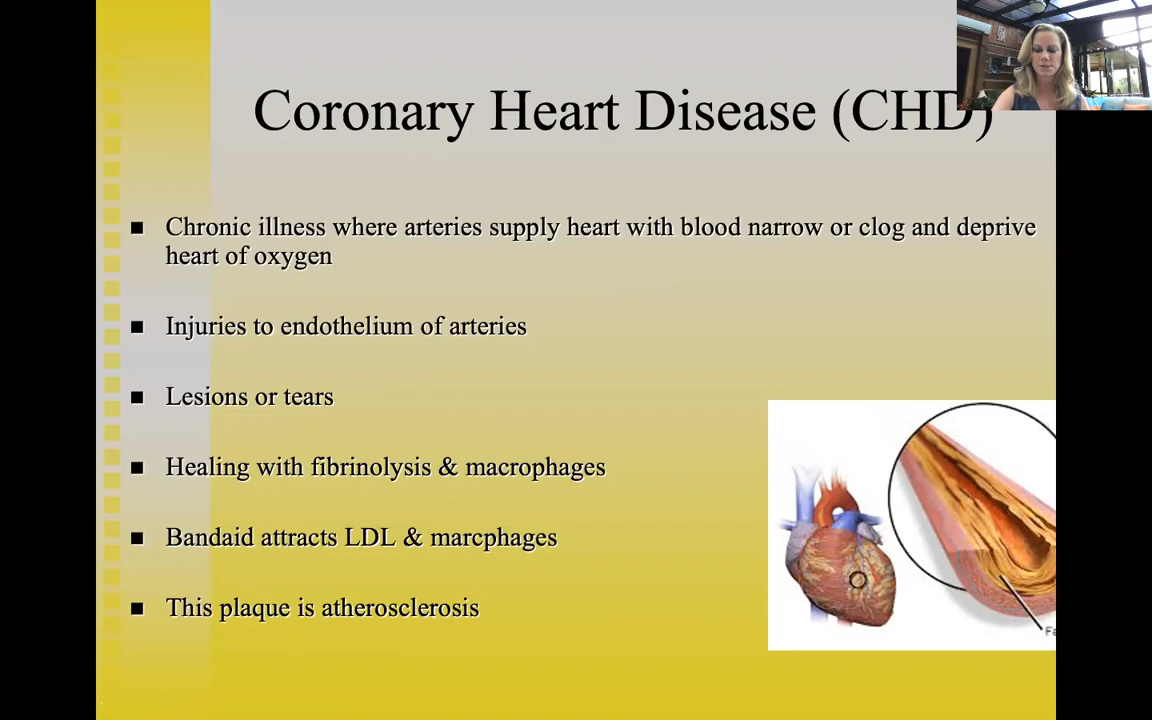 Coronary Heart Disease (CHD)
Chronic illness where arteries supply heart with blood narrow or clog and deprive
heart of oxygen
Injuries to endothelium of arteries
Lesions or tears
Healing with fibrinolysis & macrophages
Bandaid attracts LDL & marcphages
This plaque is atherosclerosis